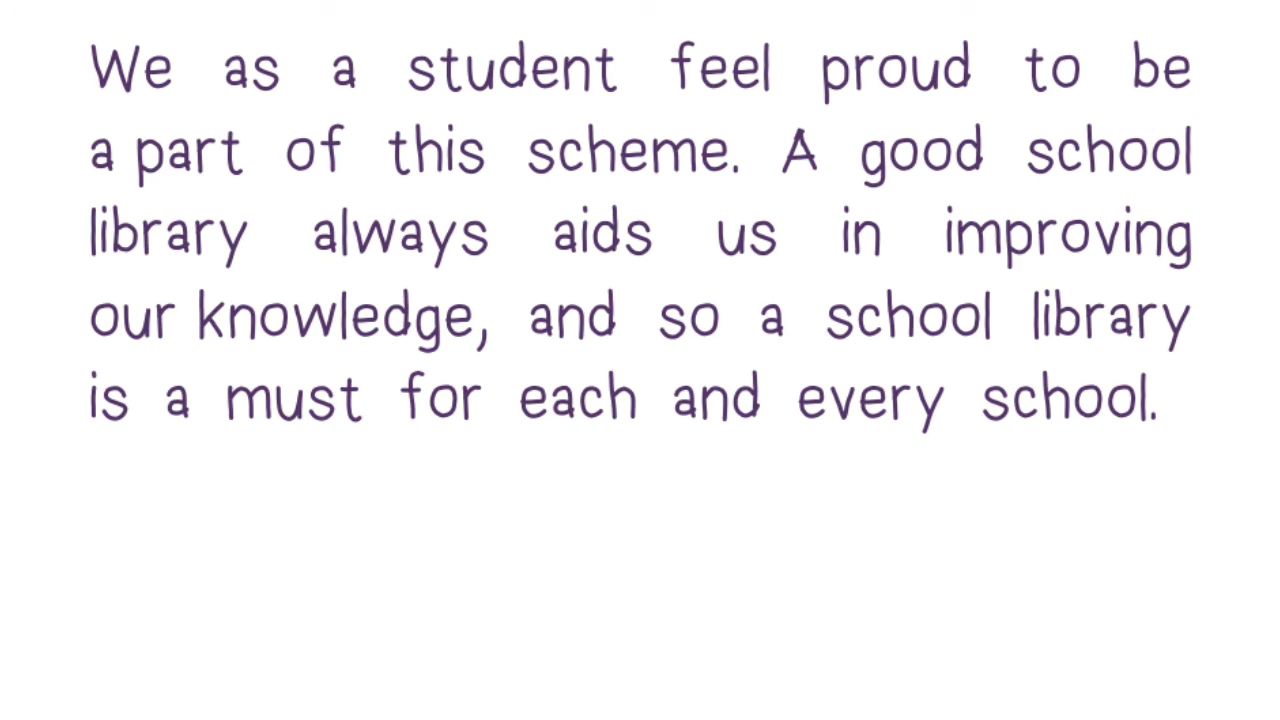 We as a student feel proud to be
a part of this scheme. A good school
library always aids us in improving
our knowledge, and so a school library
is a must for each and every school.